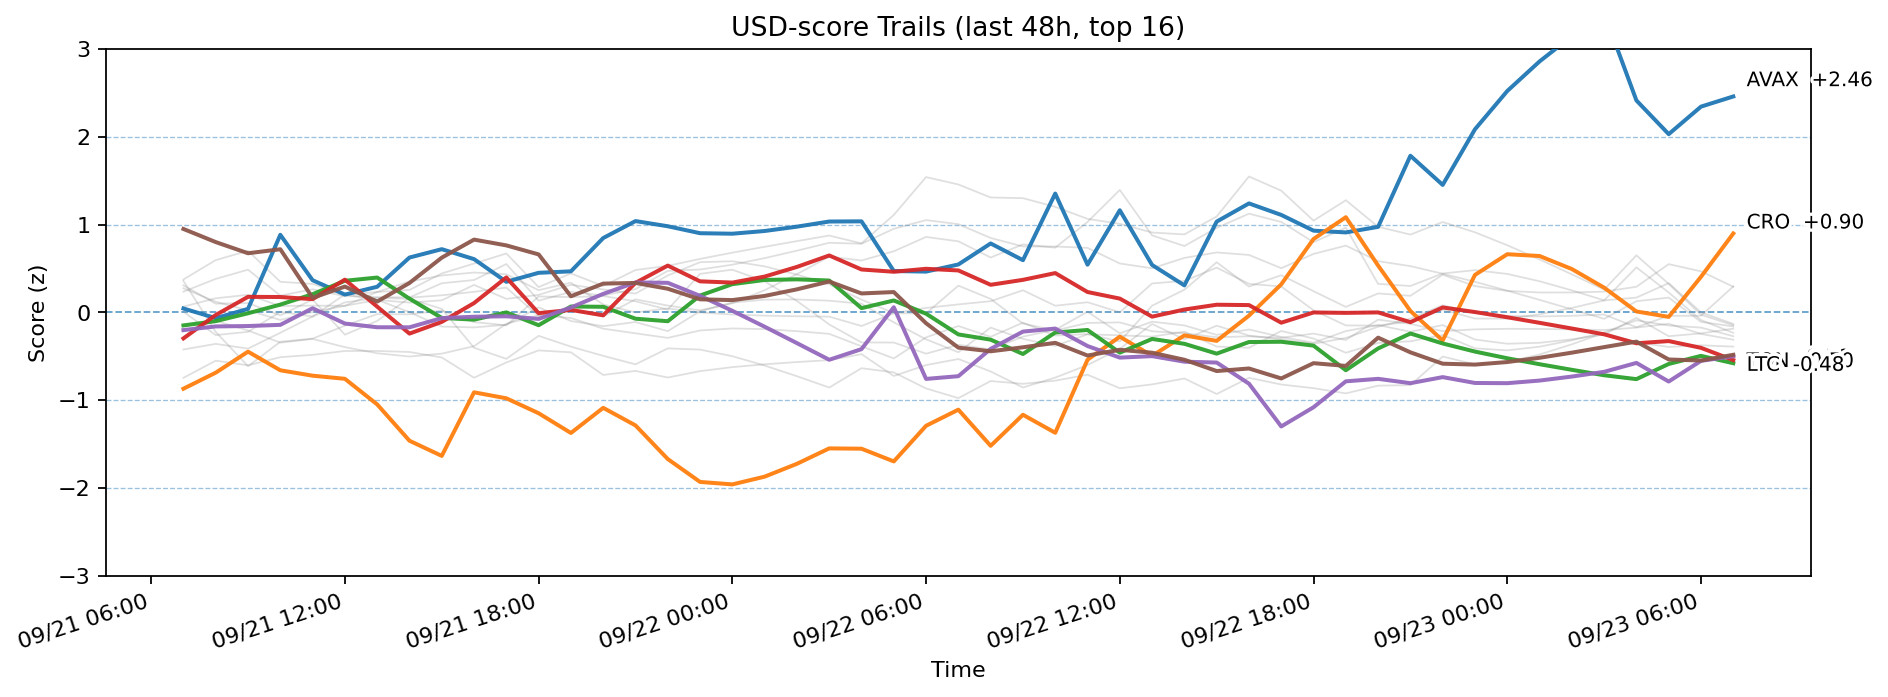 USD-score Trails (last 48h, top 16)
Score (z)
3
2
1
0
−1
−2
−3
AVAX +2.46
CRO +0.90
LTC -0.48
09/21 06:00
09/21 12:00
09/21 18:00
09/22 00:00
09/22 06:00
09/22 12:00
09/22 18:00
09/23 00:00
09/23 06:00
Time